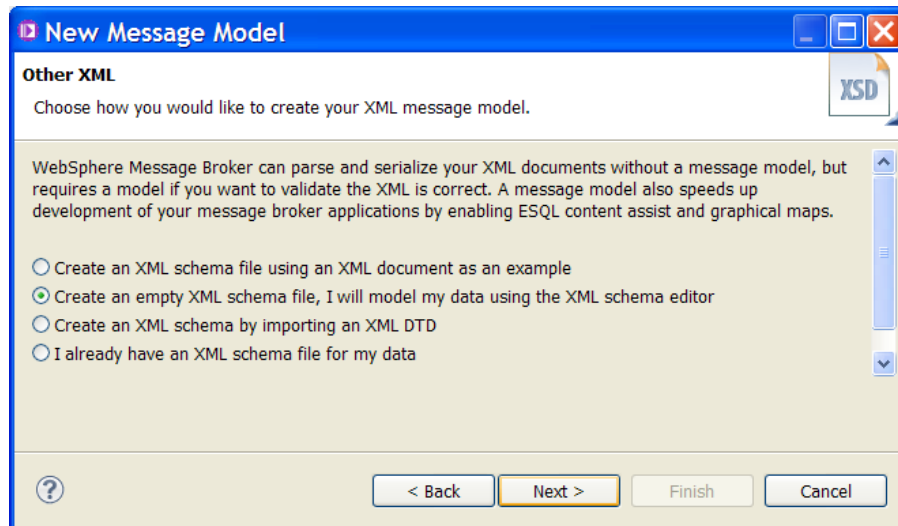 New Message Model
Other XML
Choose how you would like to create your XML message model.
XSD
WebSphere Message Broker can parse and serialize your XML documents without a message model, but
requires a model if you want to validate the XML is correct. A message model also speeds up
development of your message broker applications by enabling ESQL content assist and graphical maps.
Create an XML schema file using an XML document as an example
Create an empty XML schema file, I will model my data using the XML schema editor
Create an XML schema by importing an XML DTD
I already have an XML schema file for my data
? < Back Next > Finish Cancel